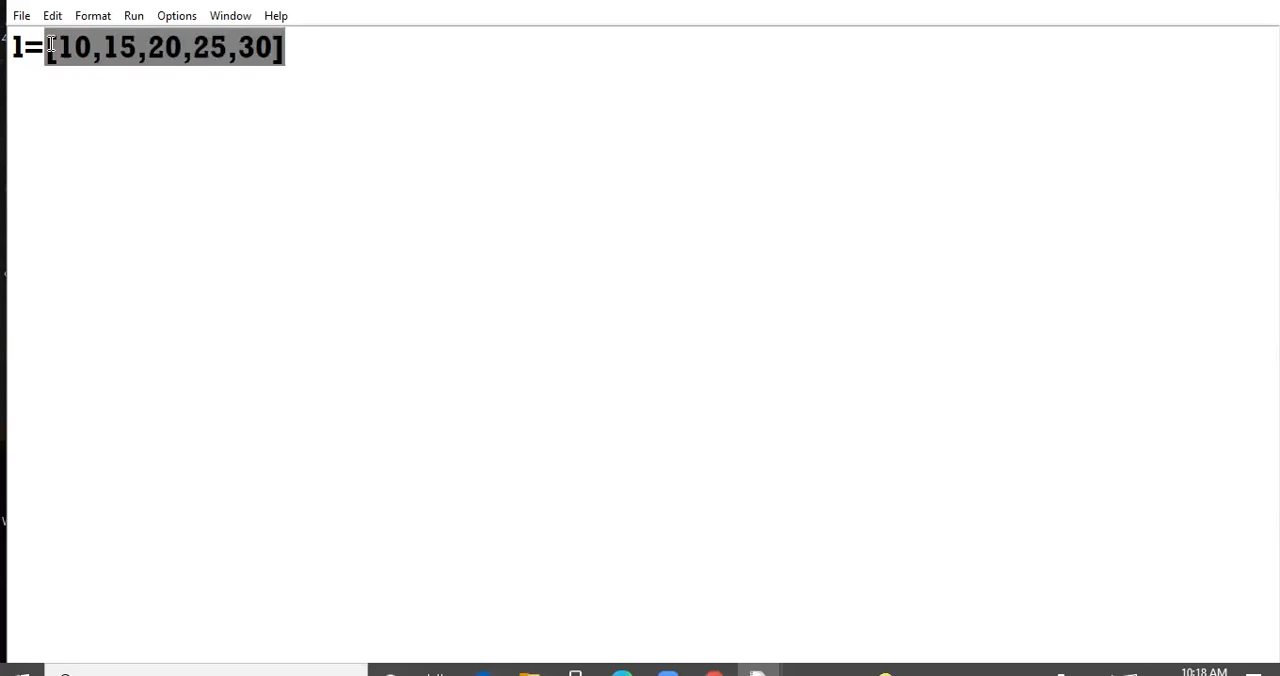 File Edit Format Run Options Window Help
l=[10,15,20,25,30]
10:18 AM